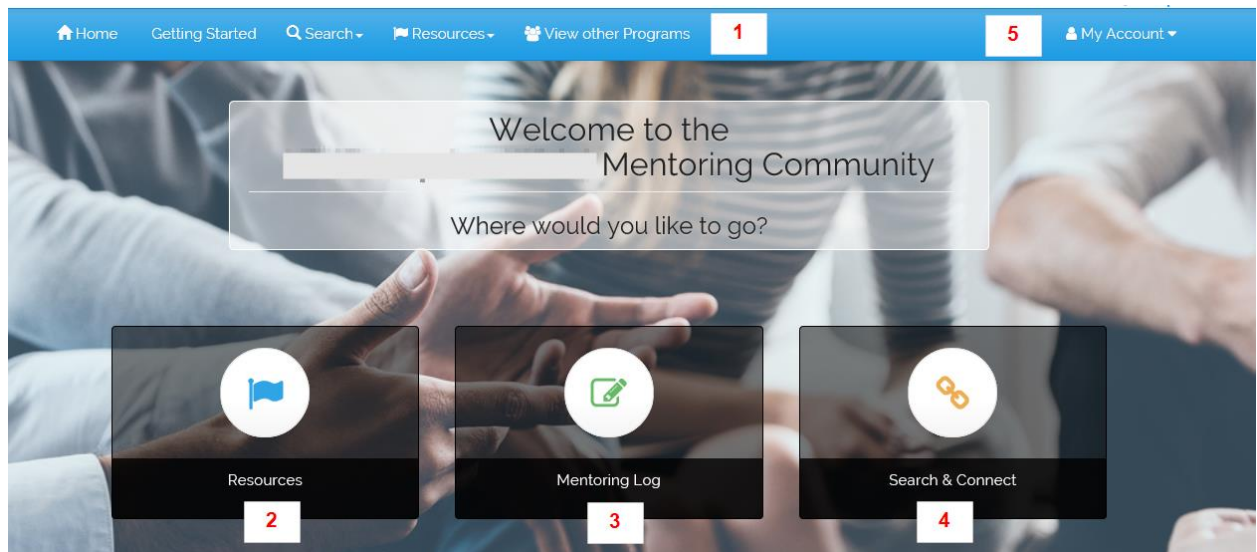 Home Getting Started Search Resources View other Programs 1 5 My Account
Welcome to the
Mentoring Community
Where would you like to go?
Resources Mentoring Log Search & Connect
2 3 4